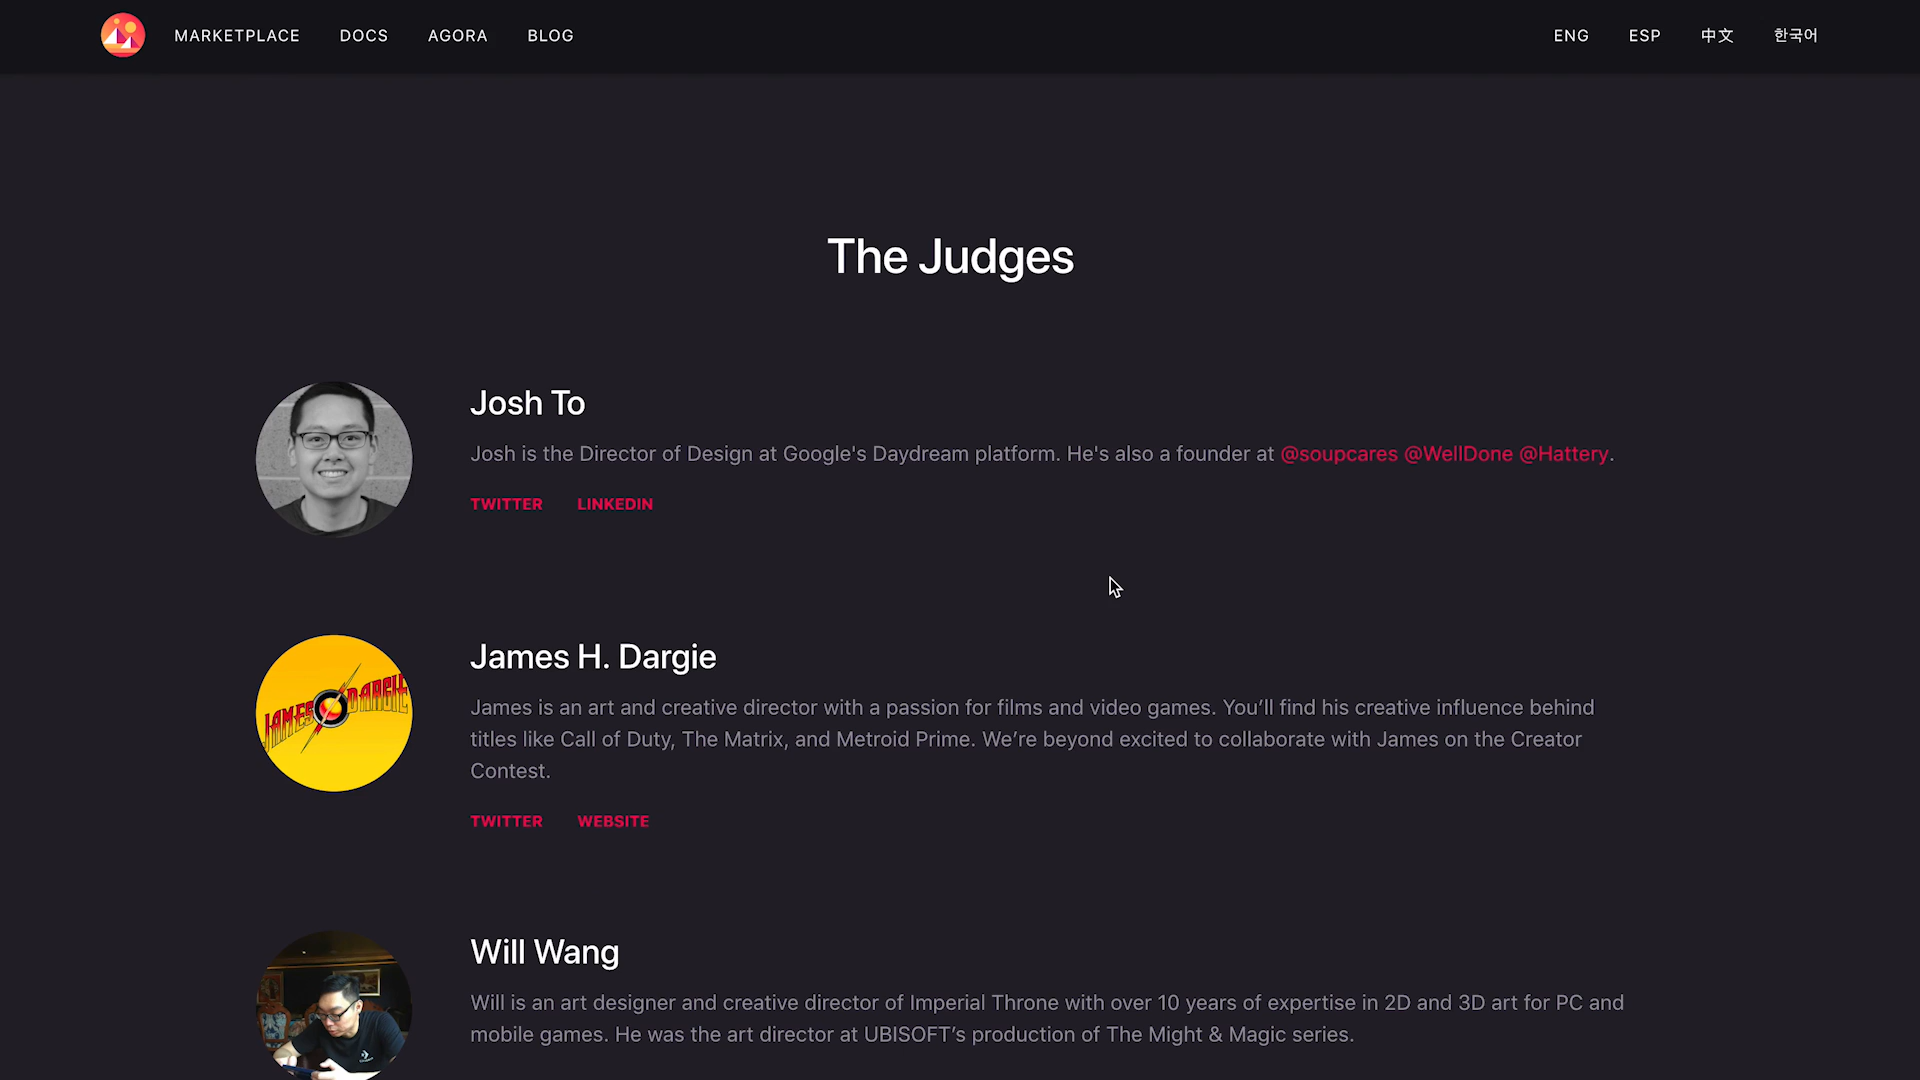 MARKETPLACE DOCS AGORA BLOG ENG ESP 中文 한국어
The Judges
Josh To
Josh is the Director of Design at Google's Daydream platform. He's also a founder at @soupcares @WellDone @Hattery.
TWITTER LINKEDIN
JAMES DARGIE
James H. Dargie
James is an art and creative director with a passion for films and video games. You’ll find his creative influence behind
titles like Call of Duty, The Matrix, and Metroid Prime. We’re beyond excited to collaborate with James on the Creator
Contest.
TWITTER WEBSITE
Will Wang
Will is an art designer and creative director of Imperial Throne with over 10 years of expertise in 2D and 3D art for PC and
mobile games. He was the art director at UBISOFT’s production of The Might & Magic series.